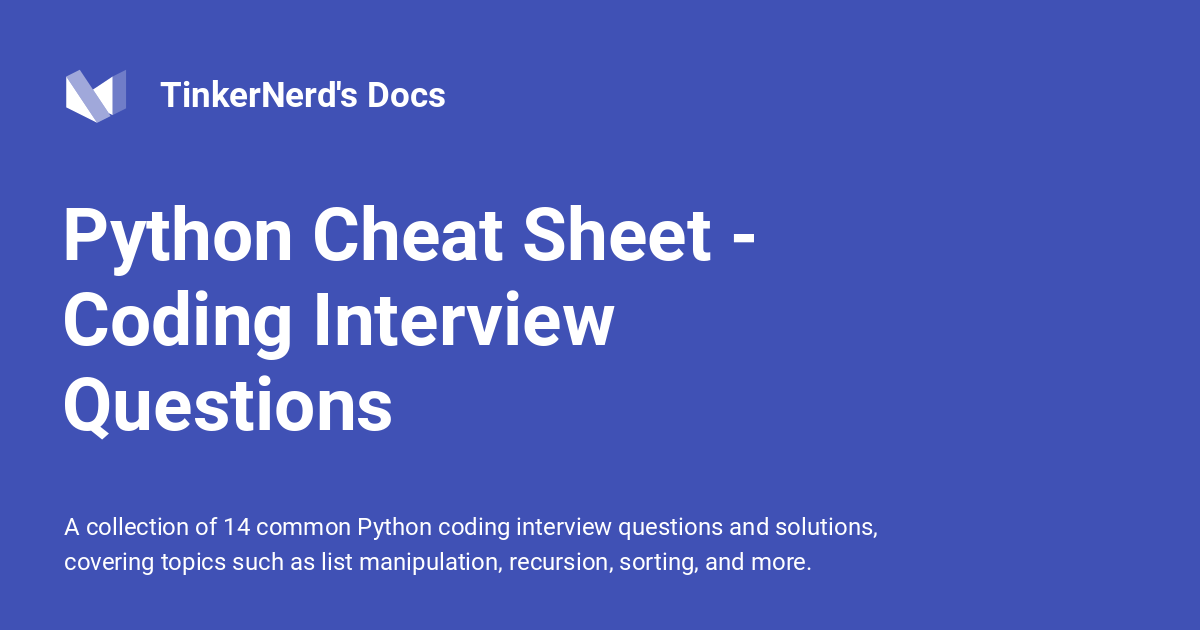 TinkerNerd's Docs
Python Cheat Sheet -
Coding Interview
Questions
A collection of 14 common Python coding interview questions and solutions,
covering topics such as list manipulation, recursion, sorting, and more.